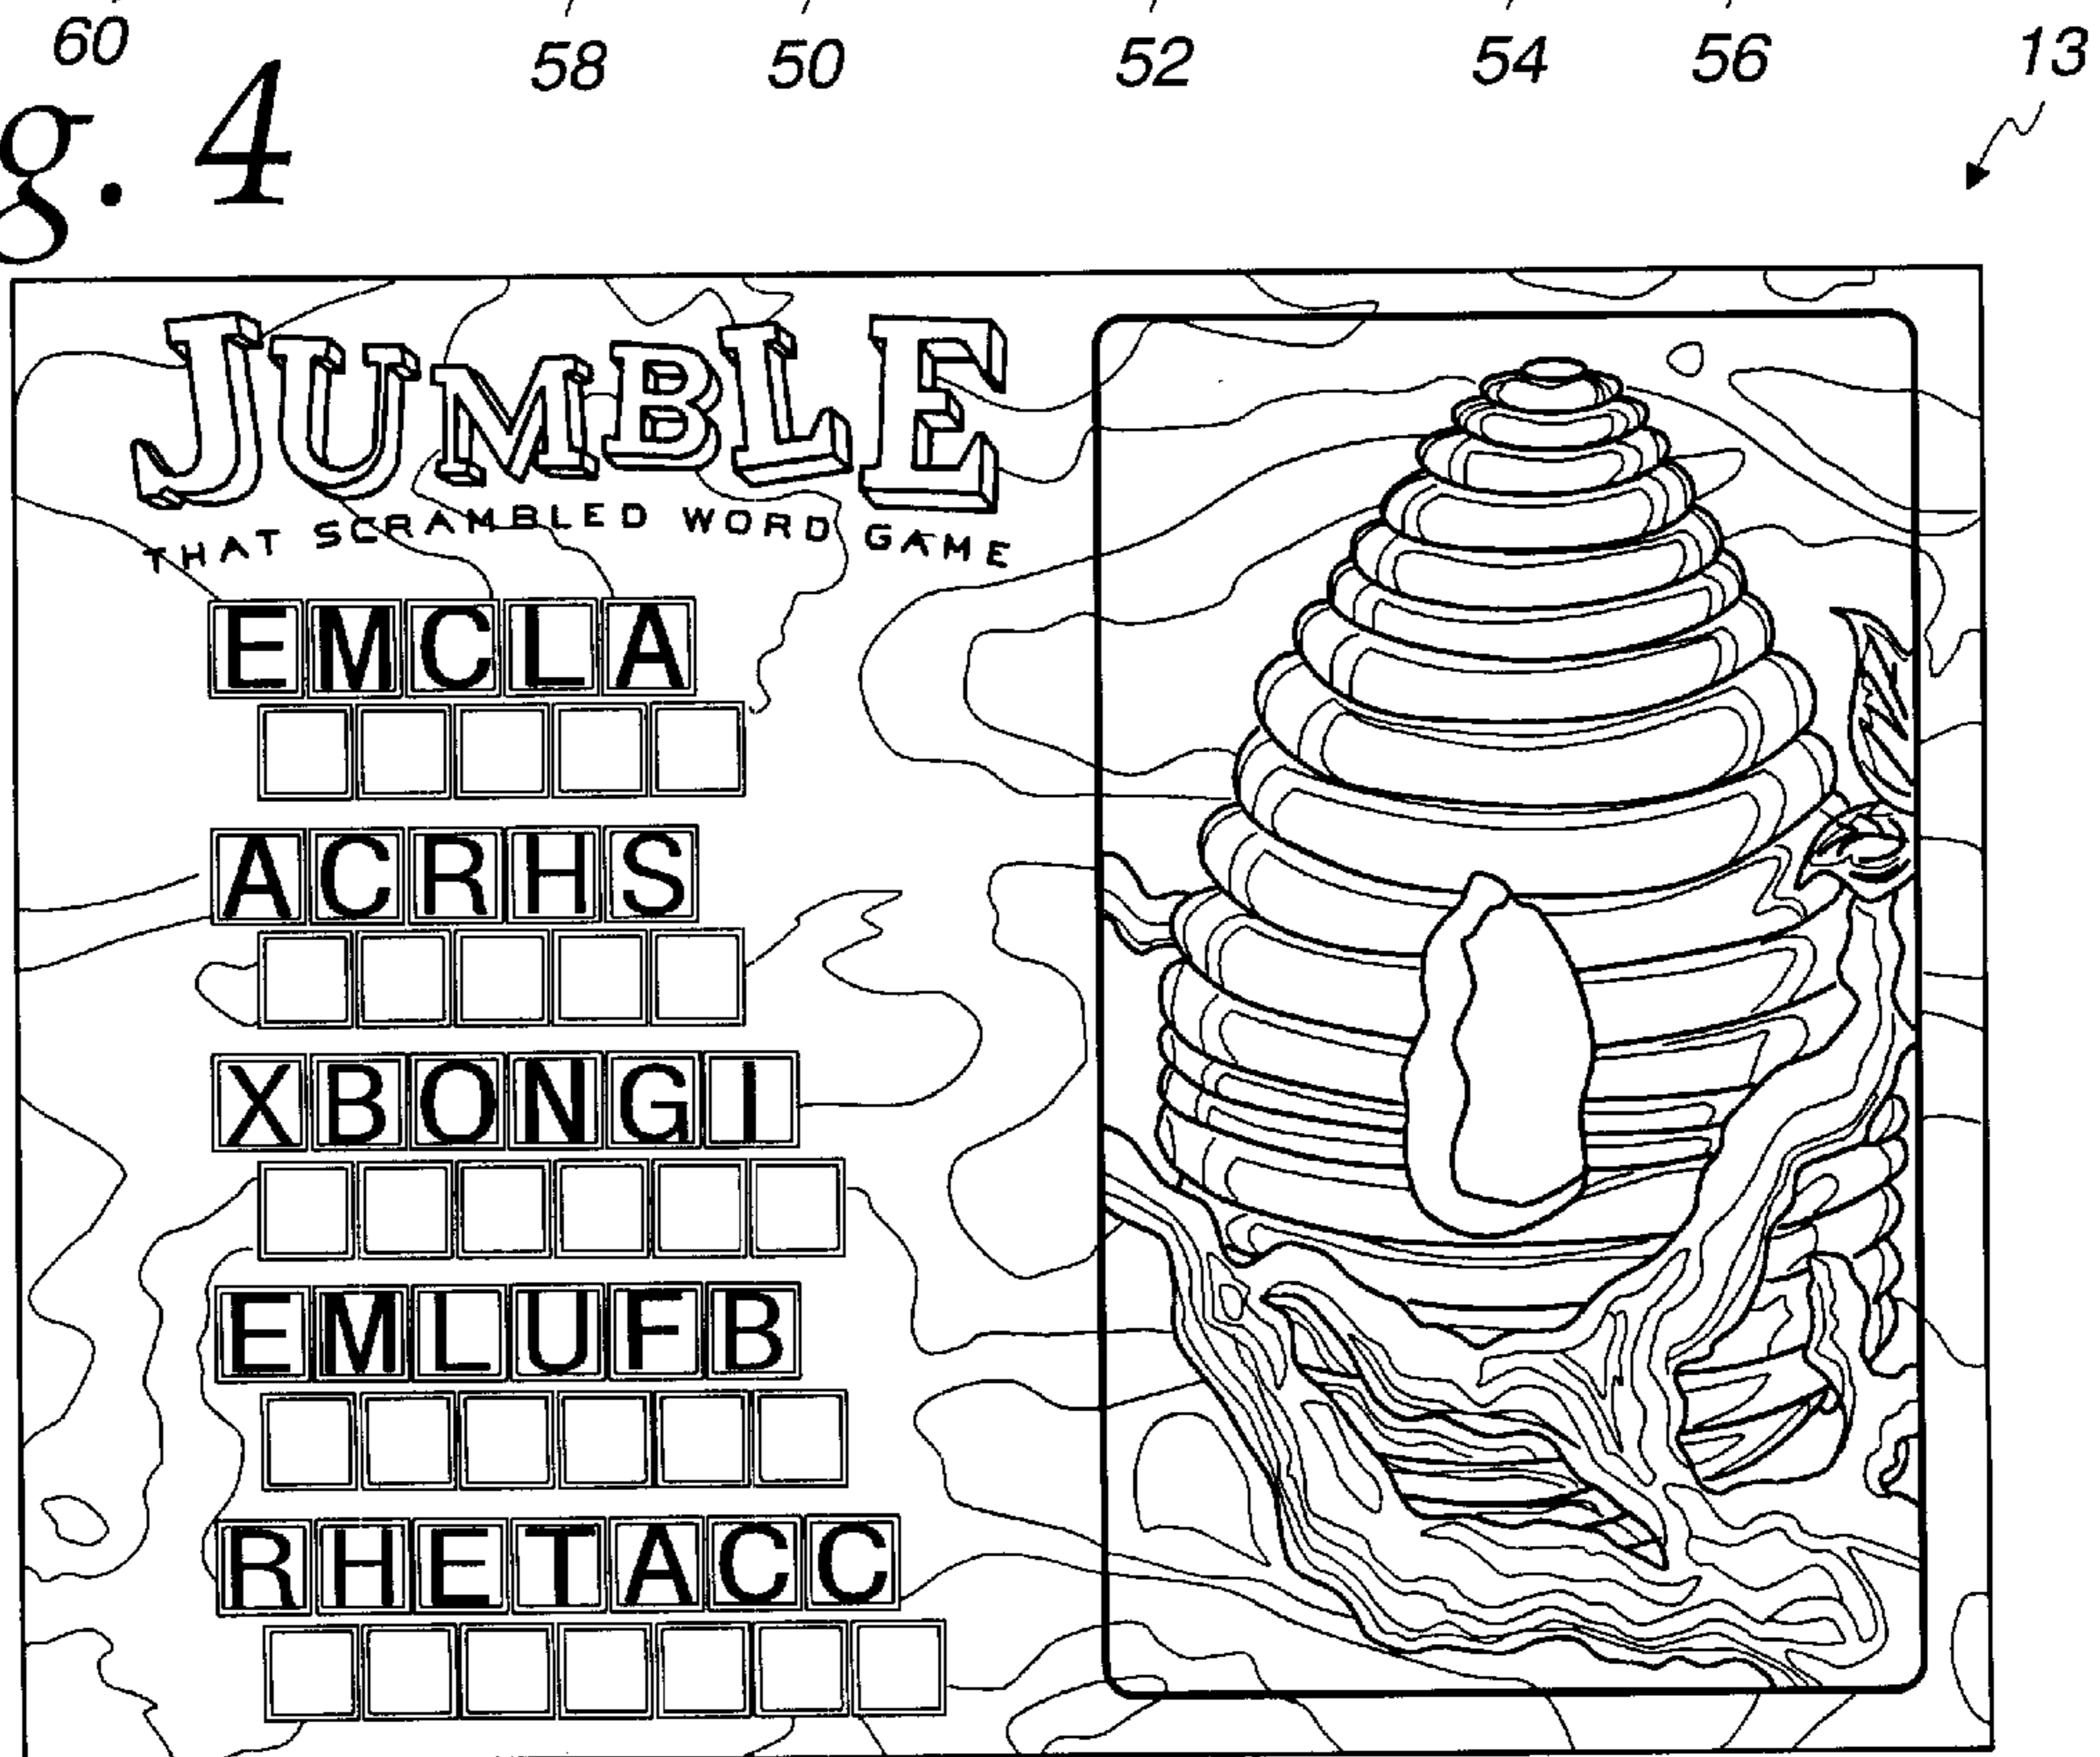 60 58 50 52 54 56 13
g. 4
JUMBLE
THAT SCRAMBLED WORD GAME
EMCLA
ACRHS
XBONGI
EMLUFB
RHETACC